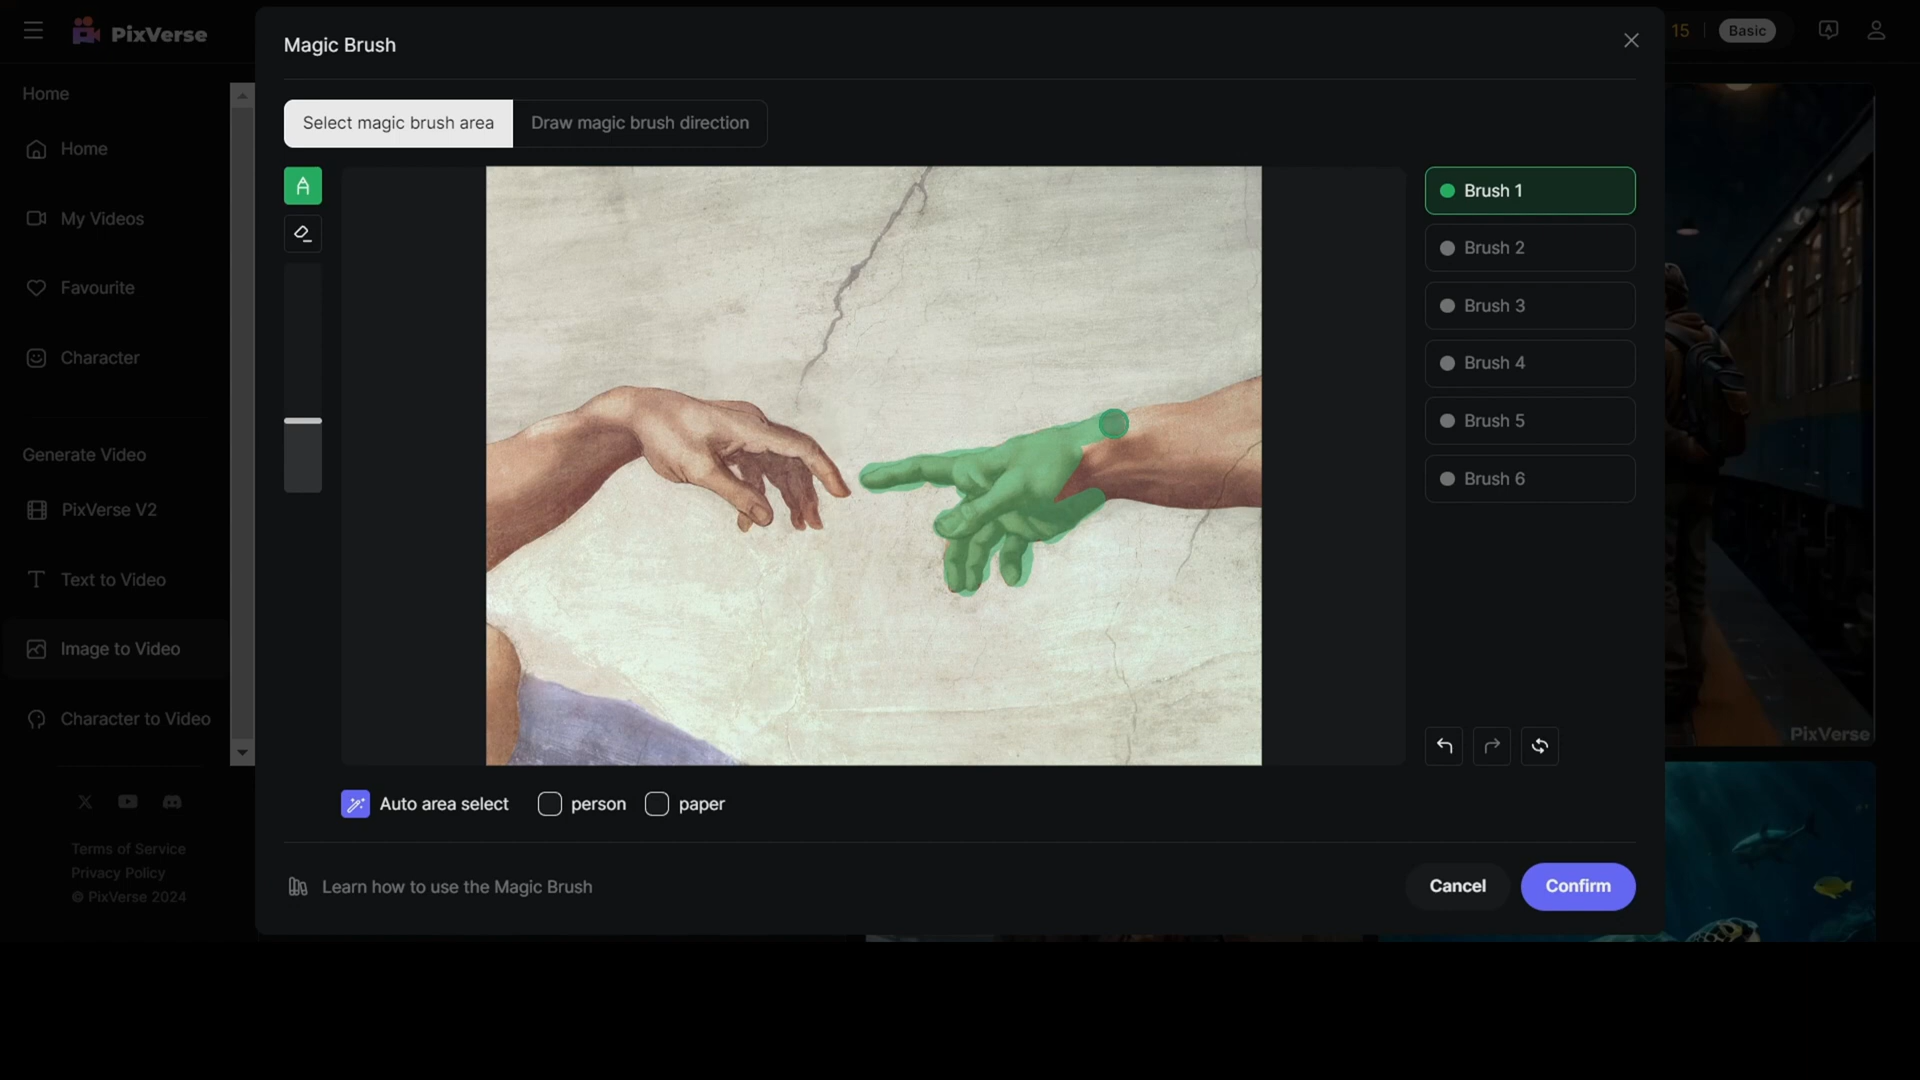 PixVerse
Magic Brush
15
Basic
Home
Select magic brush area
Draw magic brush direction
Home
My Videos
Favourite
Character
Generate Video
PixVerse V2
Text to Video
Image to Video
Character to Video
Brush 1
Brush 2
Brush 3
Brush 4
Brush 5
Brush 6
PixVerse
Auto area select
person
paper
Terms of Service
Privacy Policy
© PixVerse 2024
Learn how to use the Magic Brush
Cancel
Confirm